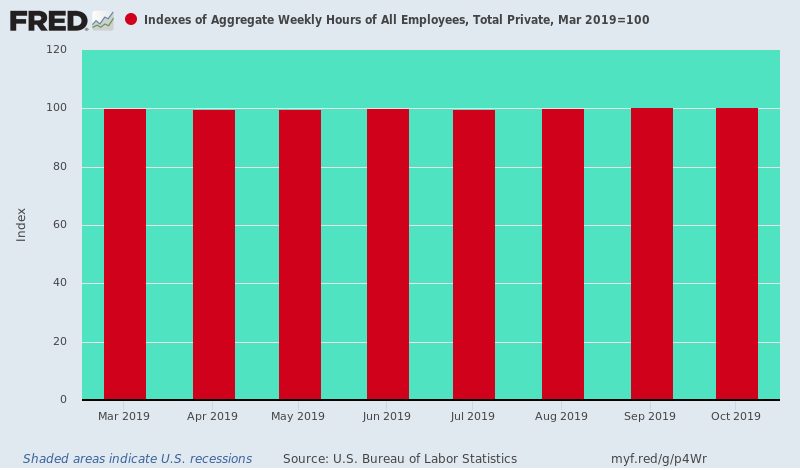 FRED
Indexes of Aggregate Weekly Hours of All Employees, Total Private, Mar 2019=100
120
100
80
60
40
20
0
Index
Mar 2019 Apr 2019 May 2019 Jun 2019 Jul 2019 Aug 2019 Sep 2019 Oct 2019
Shaded areas indicate U.S. recessions Source: U.S. Bureau of Labor Statistics myf.red/g/p4Wr